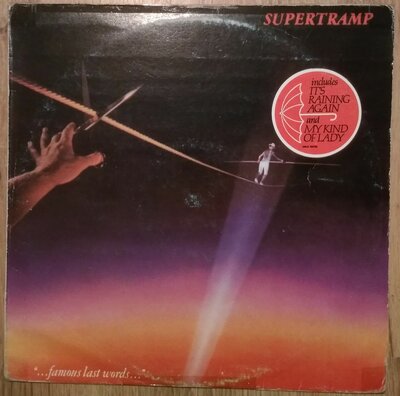 SUPERTRAMP
includes
IT'S
RAINING
AGAIN
and
MY KIND
OF LADY
"...famous last words..."